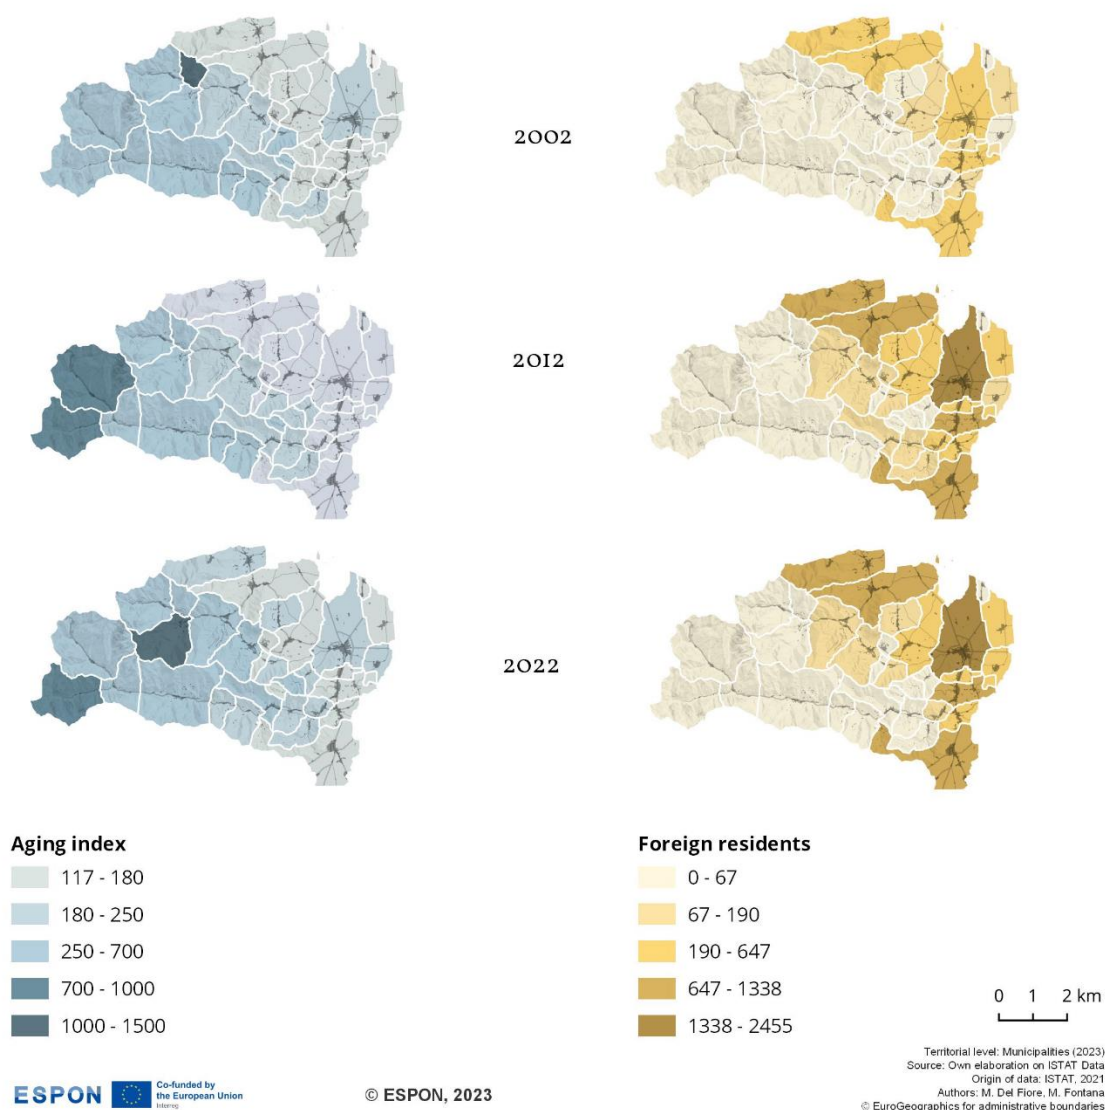 2002
2012
2022
Aging index
117 - 180
180 - 250
250 - 700
700 - 1000
1000 - 1500
Foreign residents
0 - 67
67 - 190
190 - 647
647 - 1338
1338 - 2455
0 1 2 km
Territorial level: Municipalities (2023)
Source: Own elaboration on ISTAT Data
Origin of data: ISTAT, 2021
Authors: M. Del Fiore, M. Fontana
© EuroGeographics for administrative boundaries
ESPON
Co-funded by
the European Union
Interreg
© ESPON, 2023